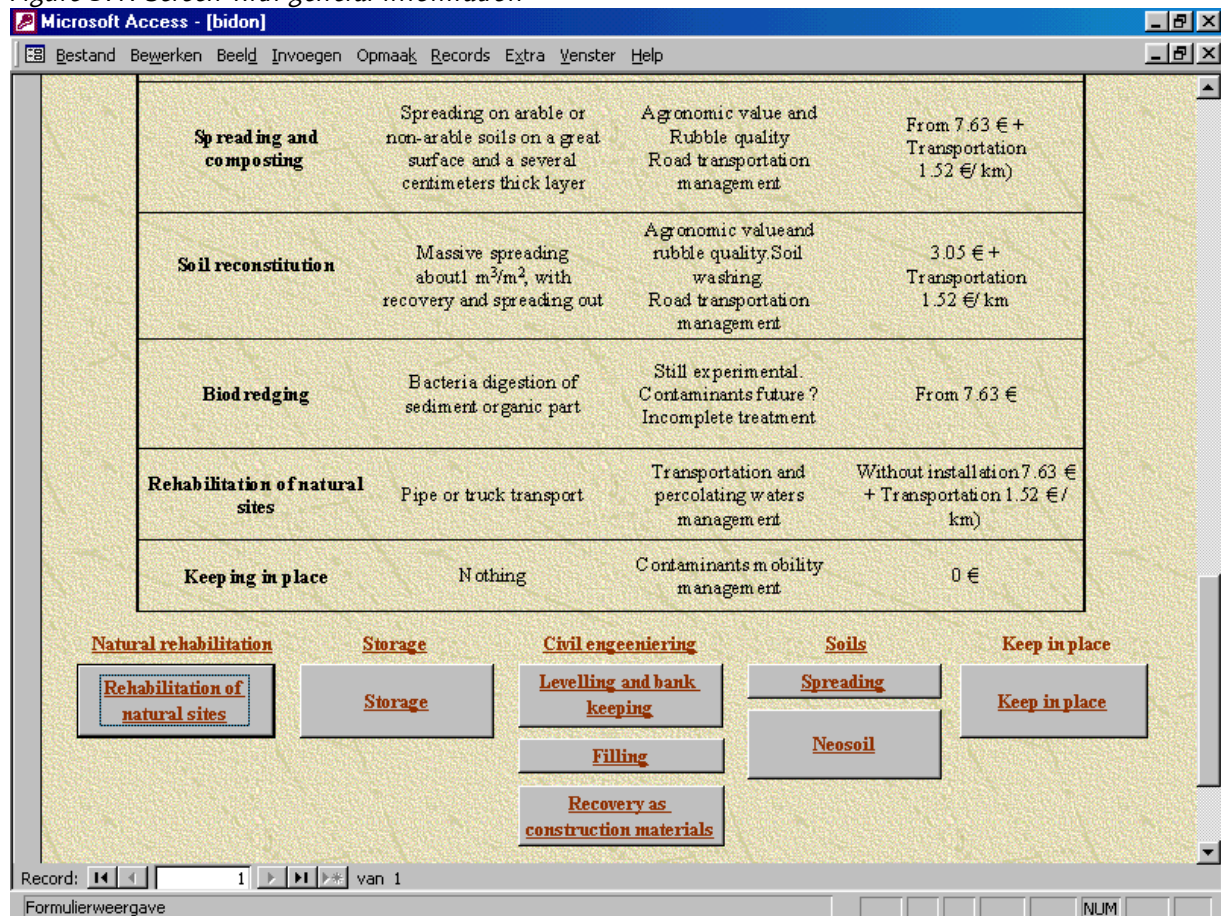 Microsoft Access - [bidon]
Bestand Bewerken Beeld Invoegen Opmaak Records Extra Venster Help
Spreading and
composting
Spreading on arable or
non-arable soils on a great
surface and a several
centimeters thick layer
Agronomic value and
Rubble quality
Road transportation
management
From 7.63 € +
Transportation
1.52 €/ km)
Soil reconstitution
Massive spreading
about1 m³/m², with
recovery and spreading out
Agronomic valueand
rubble quality.Soil
washing
Road transportation
management
3.05 € +
Transportation
1.52 €/ km
Biodredging
Bacteria digestion of
sediment organic part
Still experimental.
Contaminants future ?
Incomplete treatment
From 7.63 €
Rehabilitation of natural
sites
Pipe or truck transport
Transportation and
percolating waters
management
Without installation 7.63 €
+ Transportation 1.52 € /
km)
Keeping in place
Nothing
Contaminants mobility
management
0 €
Natural rehabilitation
Storage
Civil engeeniering
Soils
Keep in place
Rehabilitation of
natural sites
Storage
Levelling and bank
keeping
Filling
Recovery as
construction materials
Spreading
Neosoil
Keep in place
Record: 1 van 1
Formulierweergave NUM